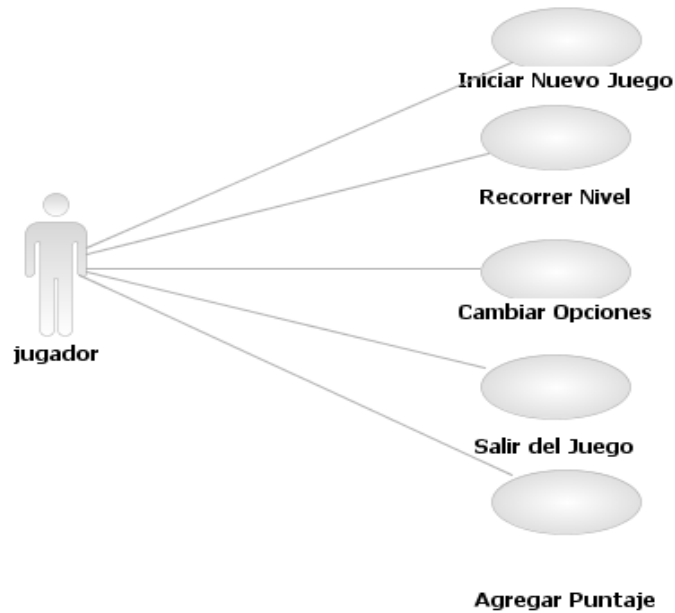 Iniciar Nuevo Juego
Recorrer Nivel
Cambiar Opciones
jugador
Salir del Juego
Agregar Puntaje